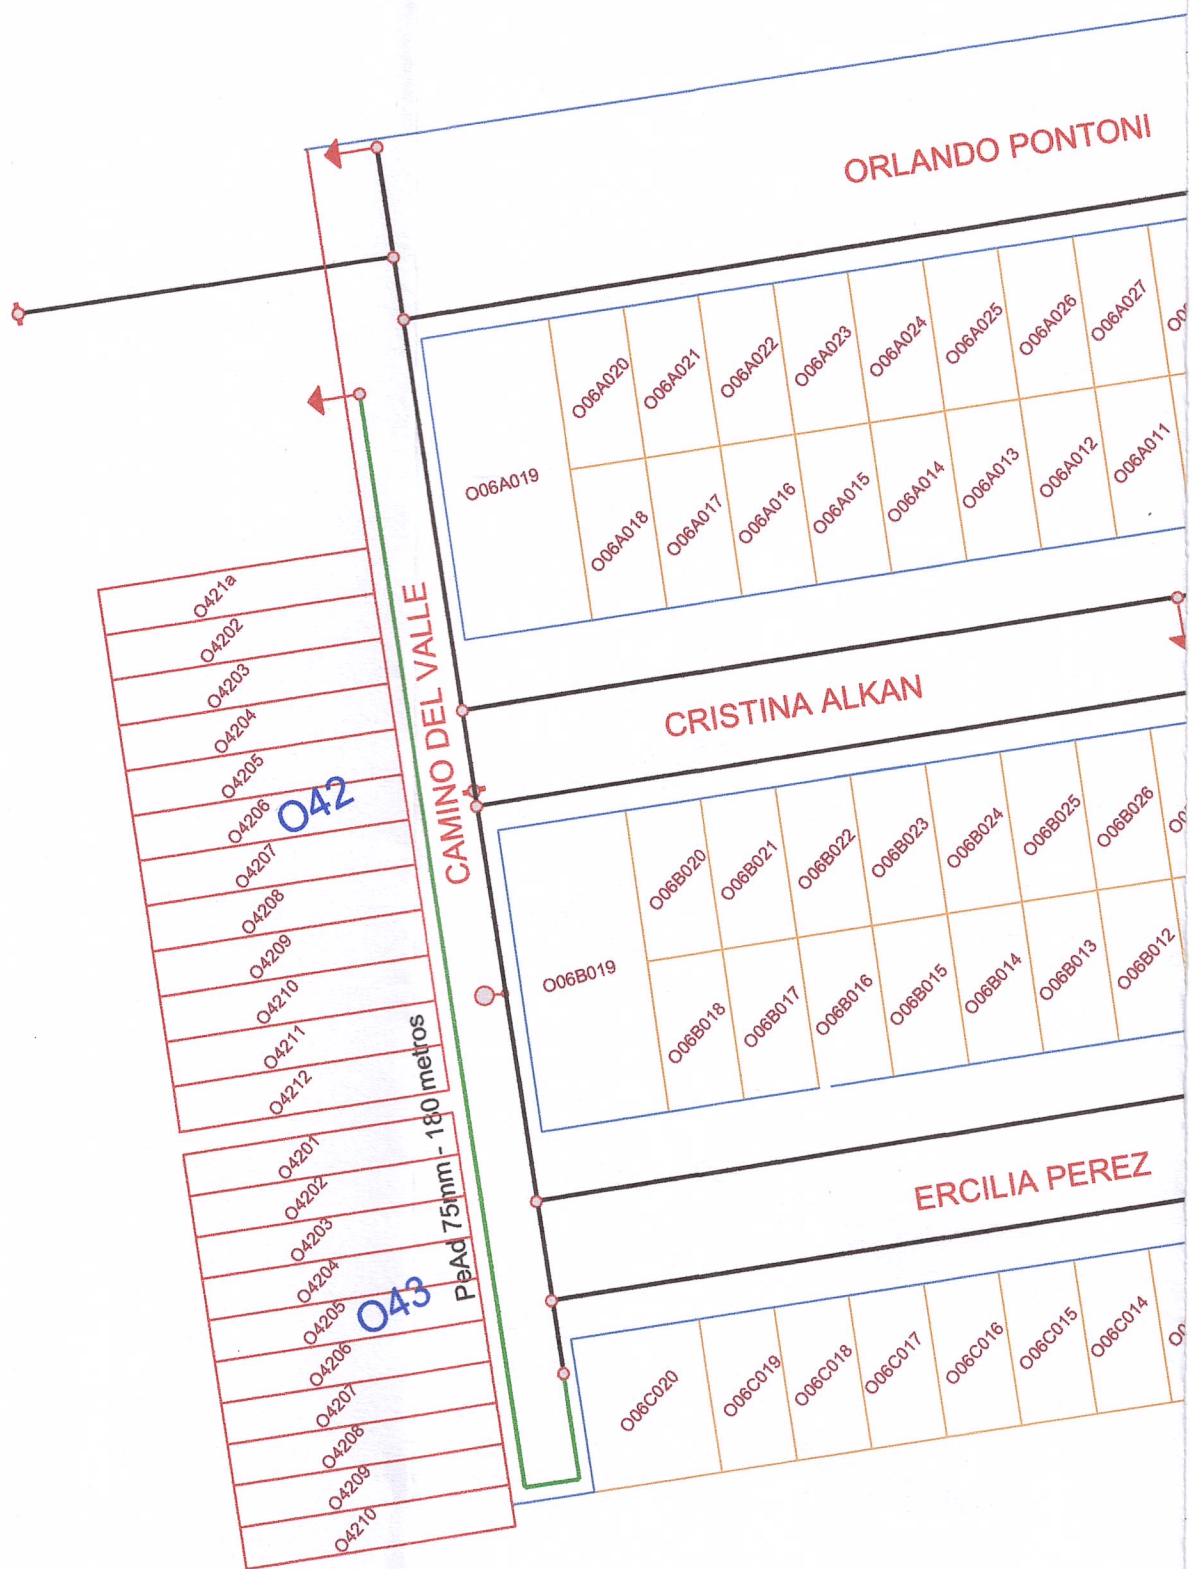 ORLANDO PONTONI
O06A020
O06A021
O06A022
O06A023
O06A024
O06A025
O06A026
O06A027
O06A019
O06A018
O06A017
O06A016
O06A015
O06A014
O06A013
O06A012
O06A011
CAMINO DEL VALLE
CRISTINA ALKAN
O421a
O4202
O4203
O4204
O4205
O4206
O4207
O4208
O4209
O4210
O4211
O4212
O42
O06B020
O06B021
O06B022
O06B023
O06B024
O06B025
O06B026
O06B019
O06B018
O06B017
O06B016
O06B015
O06B014
O06B013
O06B012
PeAd 75mm - 180 metros
ERCILIA PEREZ
O4201
O4202
O4203
O4204
O4205
O4206
O4207
O4208
O4209
O4210
O43
O06C020
O06C019
O06C018
O06C017
O06C016
O06C015
O06C014